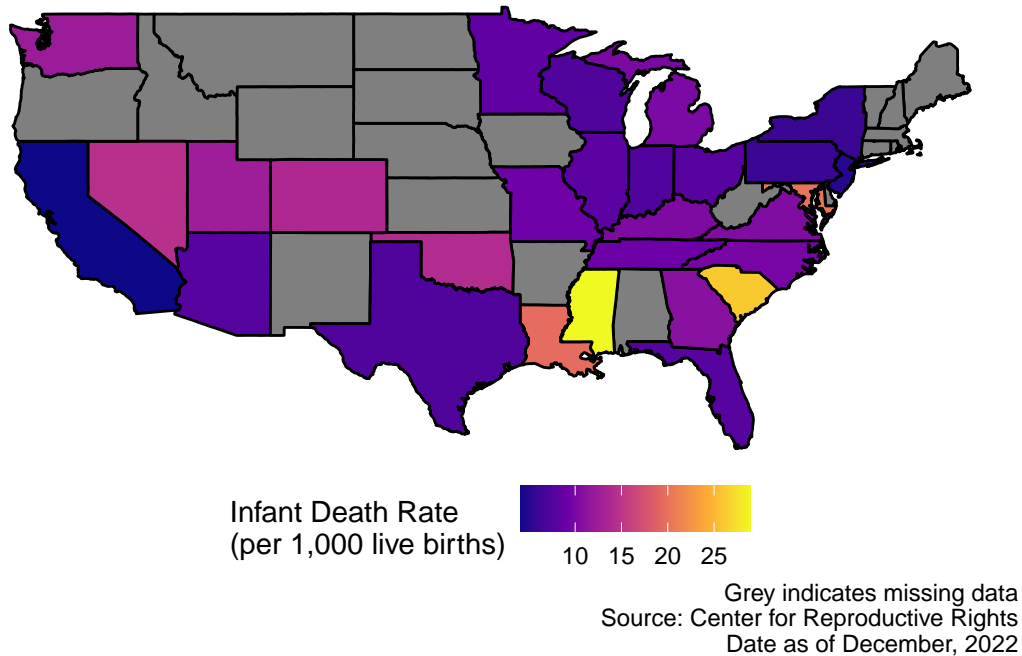 Infant Death Rate
(per 1,000 live births)
10 15 20 25
Grey indicates missing data
Source: Center for Reproductive Rights
Date as of December, 2022